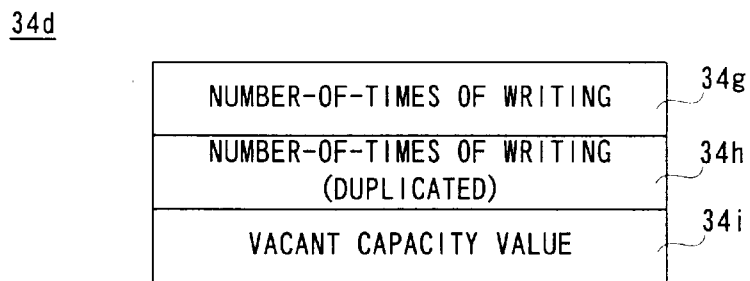 34d
NUMBER-OF-TIMES OF WRITING
34g
NUMBER-OF-TIMES OF WRITING
(DUPLICATED)
34h
VACANT CAPACITY VALUE
34i